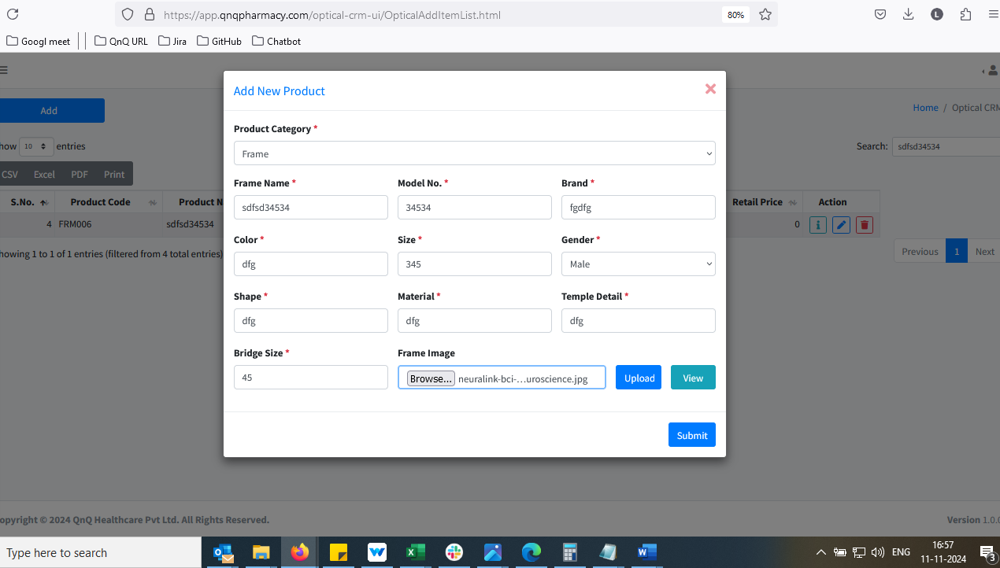 https://app.qnqpharmacy.com/optical-crm-ui/OpticalAddItemList.html
80%
L
Googl meet
QnQ URL
Jira
GitHub
Chatbot
Add New Product
Add
Home / Optical CRM
Product Category *
how 10 entries
Search: sdfsd34534
Frame
CSV Excel PDF Print
Frame Name * Model No. * Brand *
sdfsd34534 34534 fgdfg
S.No. Product Code Product N
Retail Price Action
4 FRM006 sdfsd34534
0
Color * Size * Gender *
dfg 345 Male
howing 1 to 1 of 1 entries (filtered from 4 total entries)
Previous 1 Next
Shape * Material * Temple Detail *
dfg dfg dfg
Bridge Size * Frame Image
45 Browse... neuralink-bci-...uroscience.jpg Upload View
Submit
opyright © 2024 QnQ Healthcare Pvt Ltd. All Rights Reserved.
Version 1.0.
Type here to search
ENG
16:57
11-11-2024
3